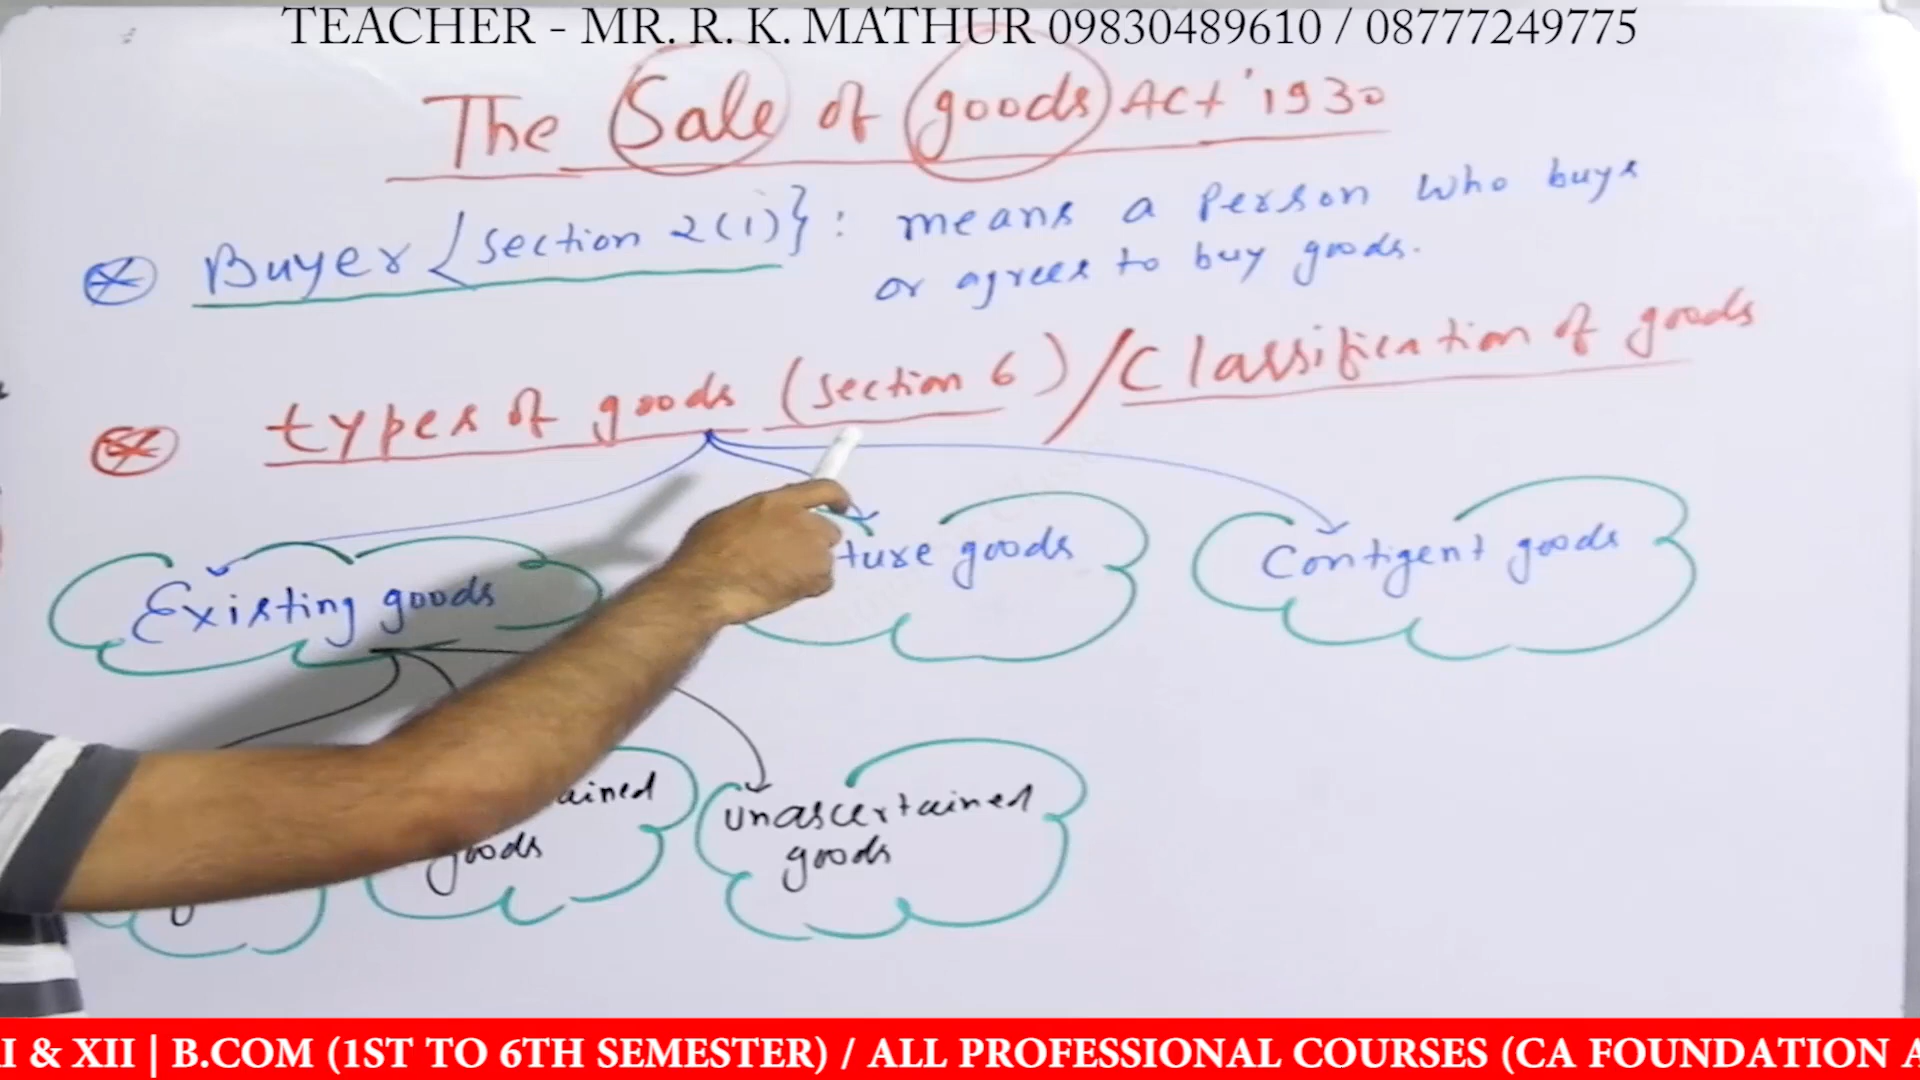 TEACHER - MR. R. K. MATHUR 09830489610 / 08777249775
The Sale of goods Act '1930
Buyer {section 2(i)} : means a person who buys
or agrees to buy goods.
types of goods (section 6) / Classification of goods
Existing goods
ture goods
Contigent goods
ained
goods
unascertained
goods
I & XII | B.COM (1ST TO 6TH SEMESTER) / ALL PROFESSIONAL COURSES (CA FOUNDATION A